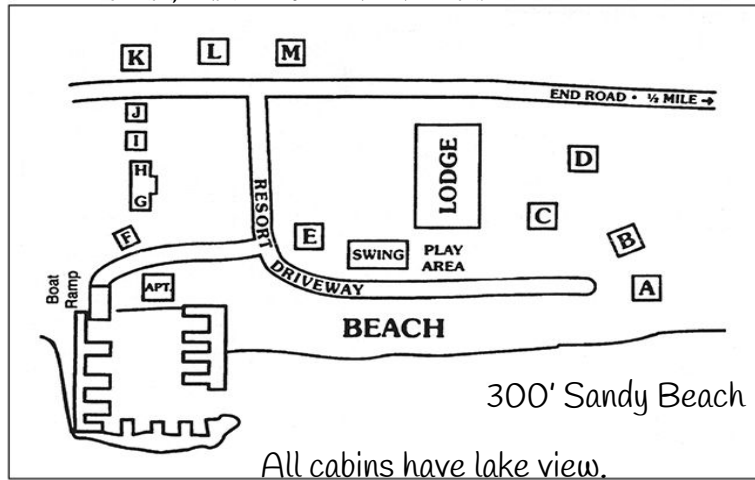 K
L
M
END ROAD • ½ MILE →
J
I
H
G
LODGE
D
C
RESORT DRIVEWAY
E
F
SWING
PLAY
AREA
B
A
Boat
Ramp
APT.
BEACH
300' Sandy Beach
All cabins have lake view.